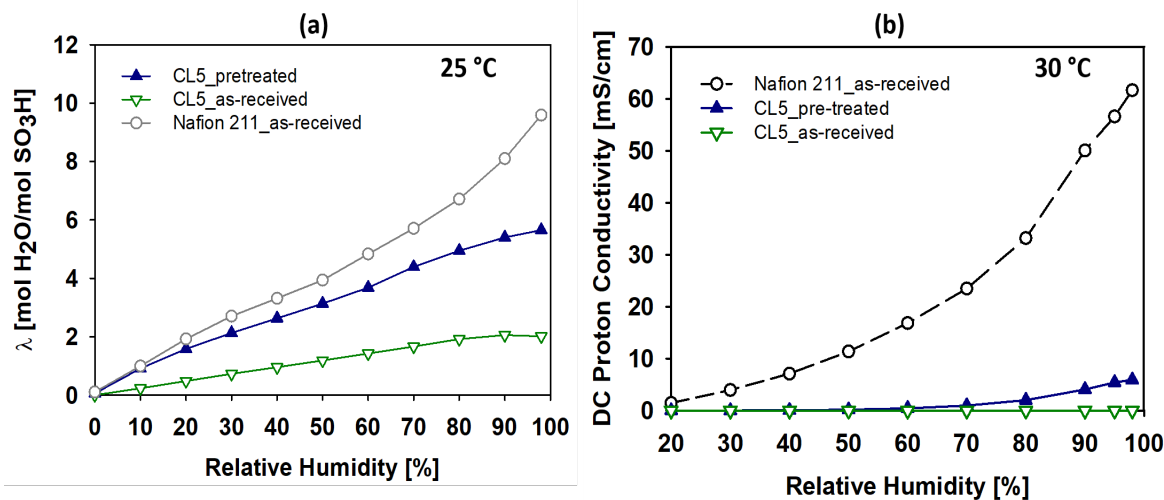 (a)
25 °C
CL5_pretreated
CL5_as-received
Nafion 211_as-received
λ [mol H2O/mol SO3H]
12
10
8
6
4
2
0
0 10 20 30 40 50 60 70 80 90 100
Relative Humidity [%]
(b)
30 °C
Nafion 211_as-received
CL5_pre-treated
CL5_as-received
DC Proton Conductivity [mS/cm]
70
60
50
40
30
20
10
0
20 30 40 50 60 70 80 90 100
Relative Humidity [%]